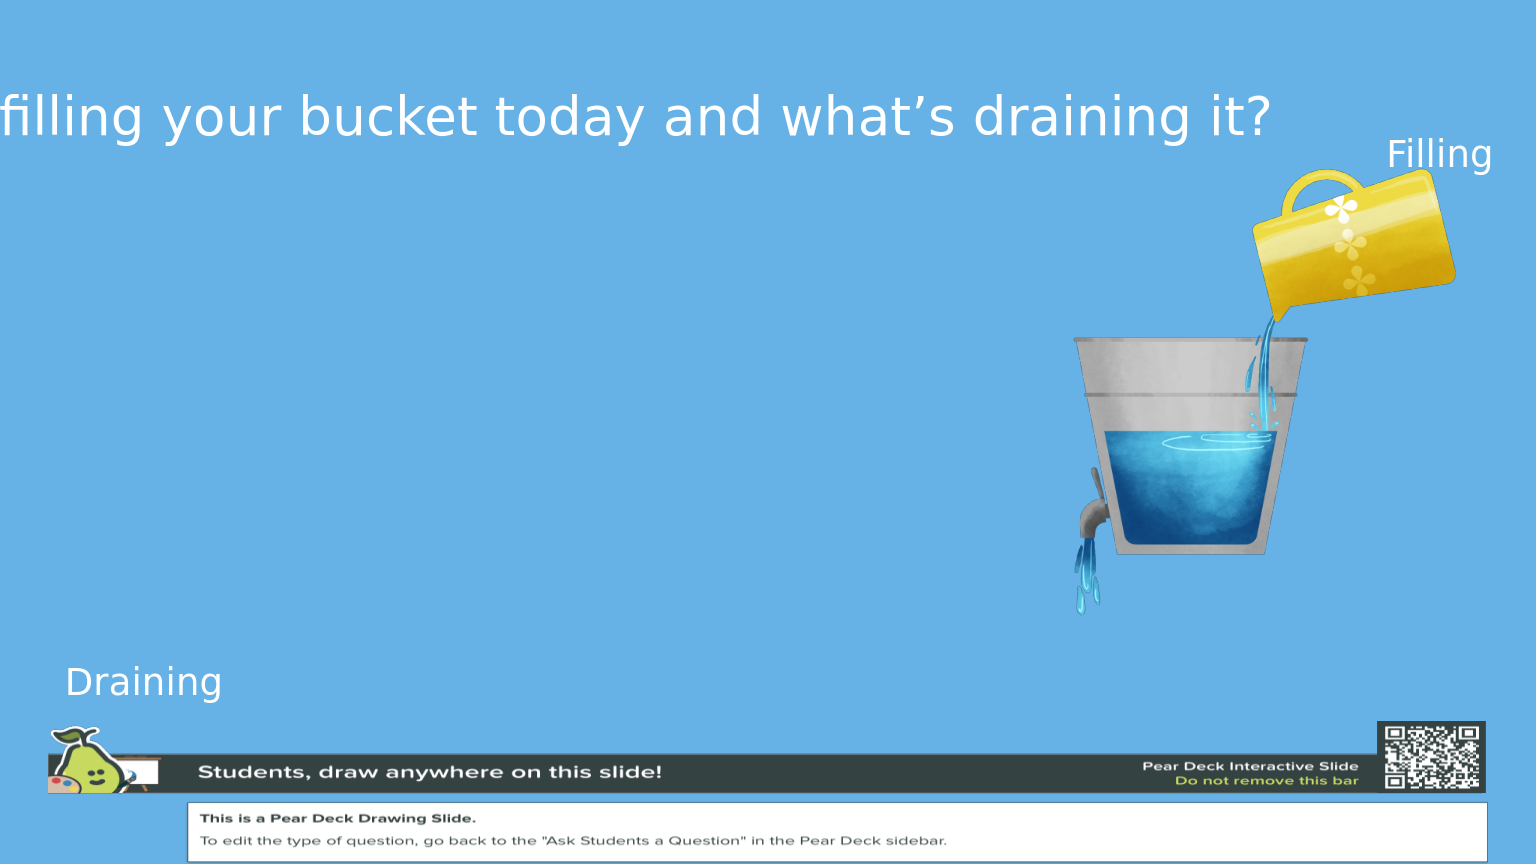 filling your bucket today and what’s draining it?
Filling
Draining
Students, draw anywhere on this slide!
Pear Deck Interactive Slide
Do not remove this bar
This is a Pear Deck Drawing Slide.
To edit the type of question, go back to the "Ask Students a Question" in the Pear Deck sidebar.